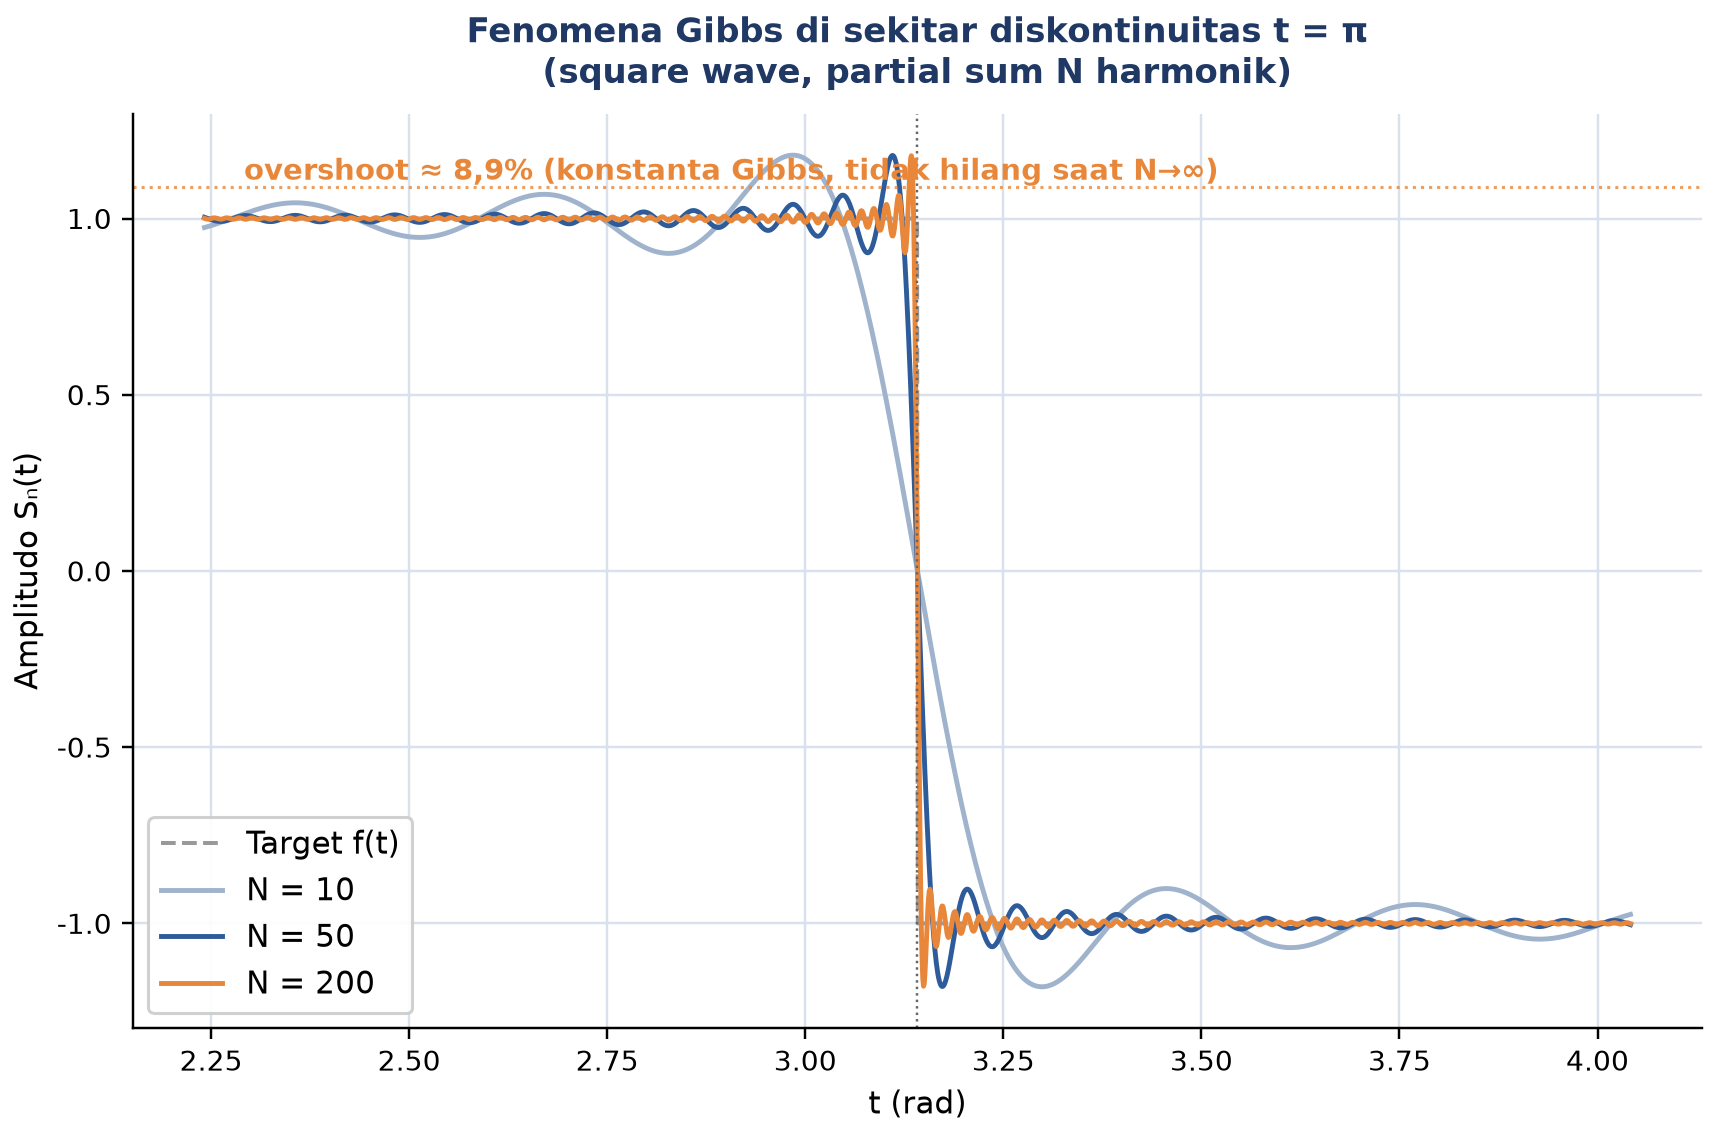 Fenomena Gibbs di sekitar diskontinuitas t = π
(square wave, partial sum N harmonik)
overshoot ≈ 8,9% (konstanta Gibbs, tidak hilang saat N→∞)
1.0
0.5
0.0
-0.5
-1.0
Amplitudo Sₙ(t)
Target f(t)
N = 10
N = 50
N = 200
2.25 2.50 2.75 3.00 3.25 3.50 3.75 4.00
t (rad)